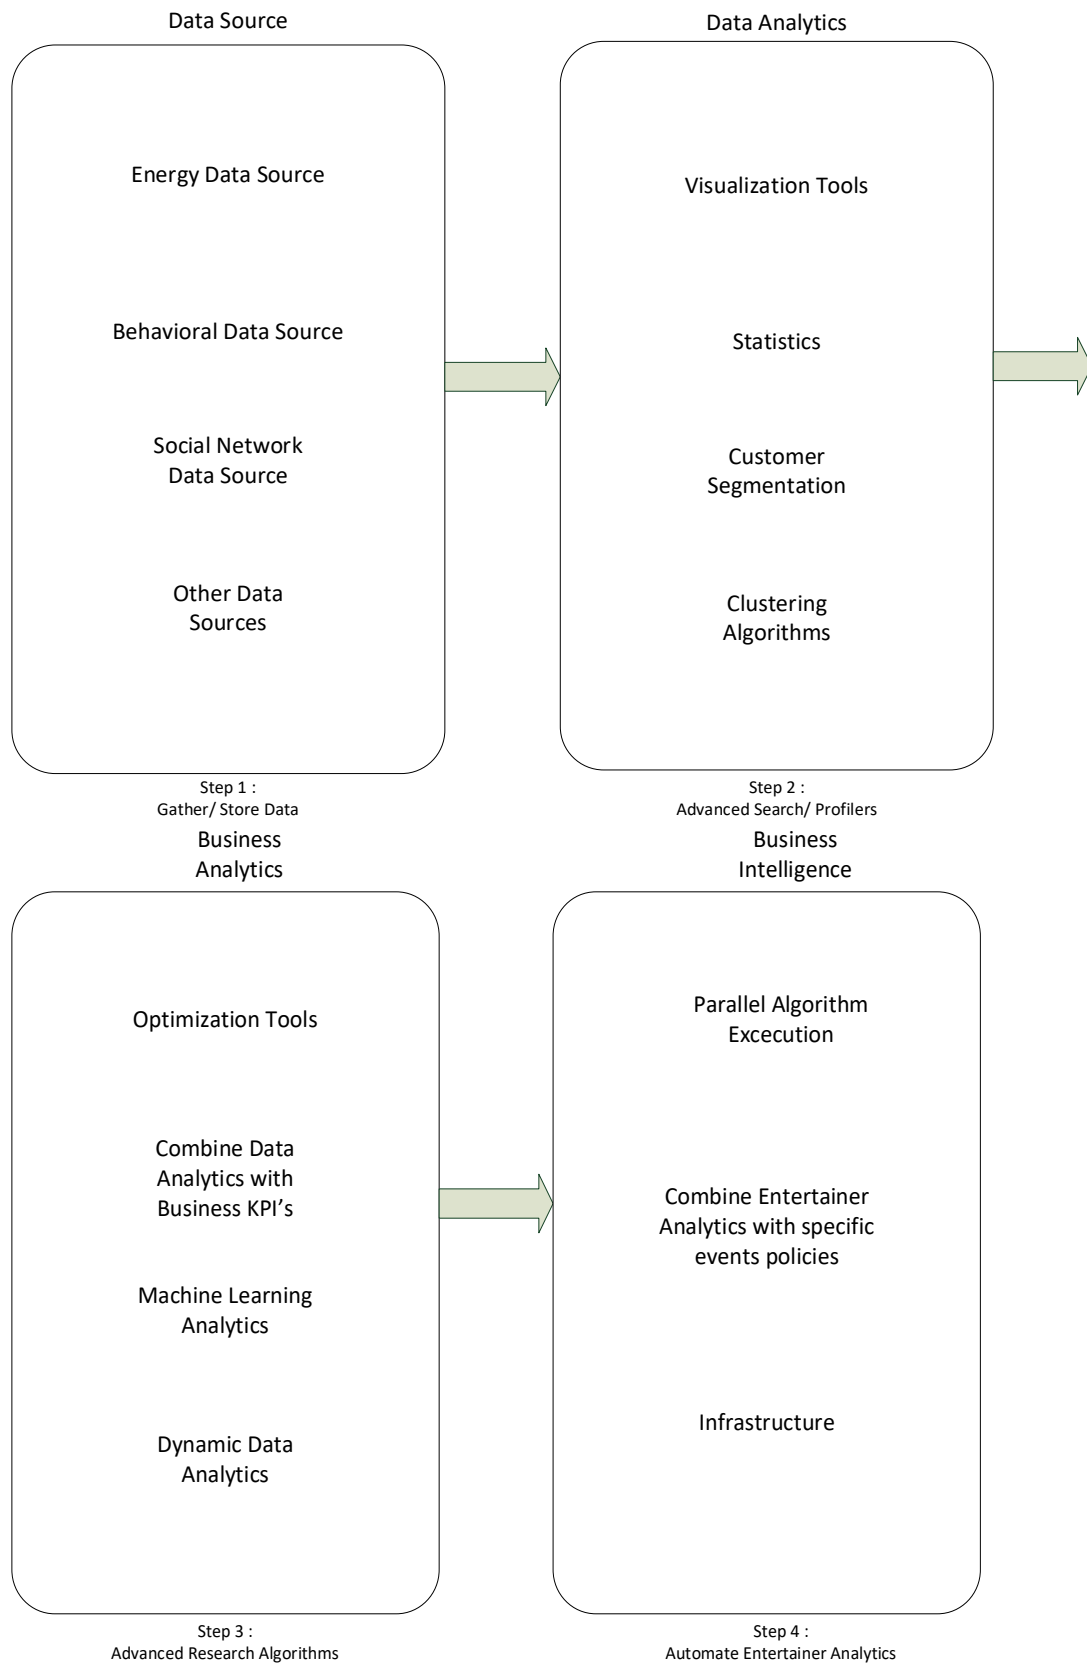 Data Source
Energy Data Source
Behavioral Data Source
Social Network
Data Source
Other Data
Sources
Step 1 :
Gather/ Store Data
Data Analytics
Visualization Tools
Statistics
Customer
Segmentation
Clustering
Algorithms
Step 2 :
Advanced Search/ Profilers
Business
Analytics
Optimization Tools
Combine Data
Analytics with
Business KPI’s
Machine Learning
Analytics
Dynamic Data
Analytics
Step 3 :
Advanced Research Algorithms
Business
Intelligence
Parallel Algorithm
Excecution
Combine Entertainer
Analytics with specific
events policies
Infrastructure
Step 4 :
Automate Entertainer Analytics